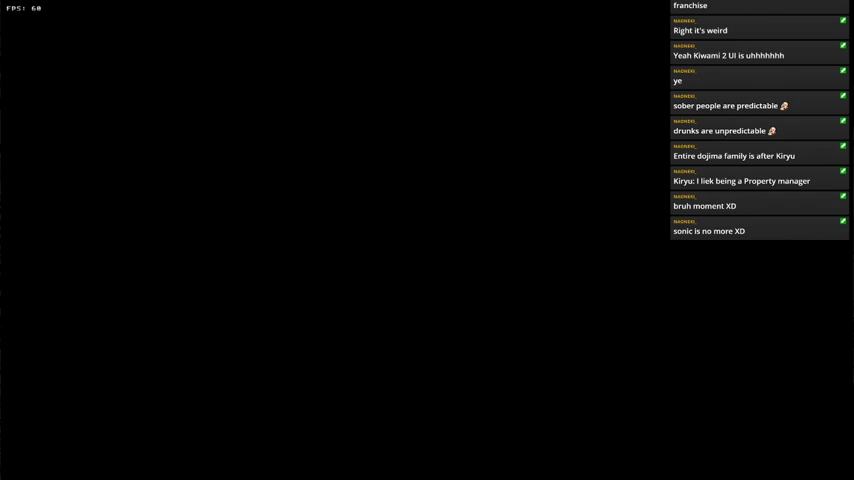 FPS: 60
franchise
NAONEKI_
Right it's weird
NAONEKI_
Yeah Kiwami 2 UI is uhhhhhhh
NAONEKI_
ye
NAONEKI_
sober people are predictable
NAONEKI_
drunks are unpredictable
NAONEKI_
Entire dojima family is after Kiryu
NAONEKI_
Kiryu: I liek being a Property manager
NAONEKI_
bruh moment XD
NAONEKI_
sonic is no more XD